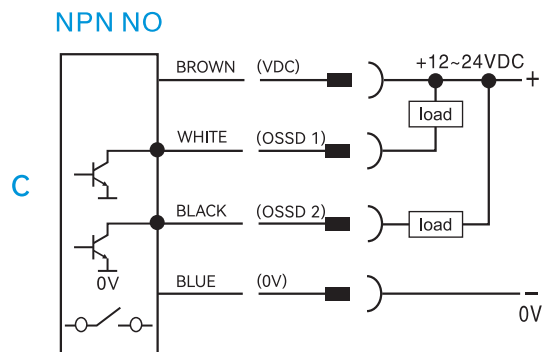 NPN NO
+12~24VDC
BROWN (VDC) +
load
WHITE (OSSD 1)
C
BLACK (OSSD 2) load
0V
BLUE (0V) −
0V